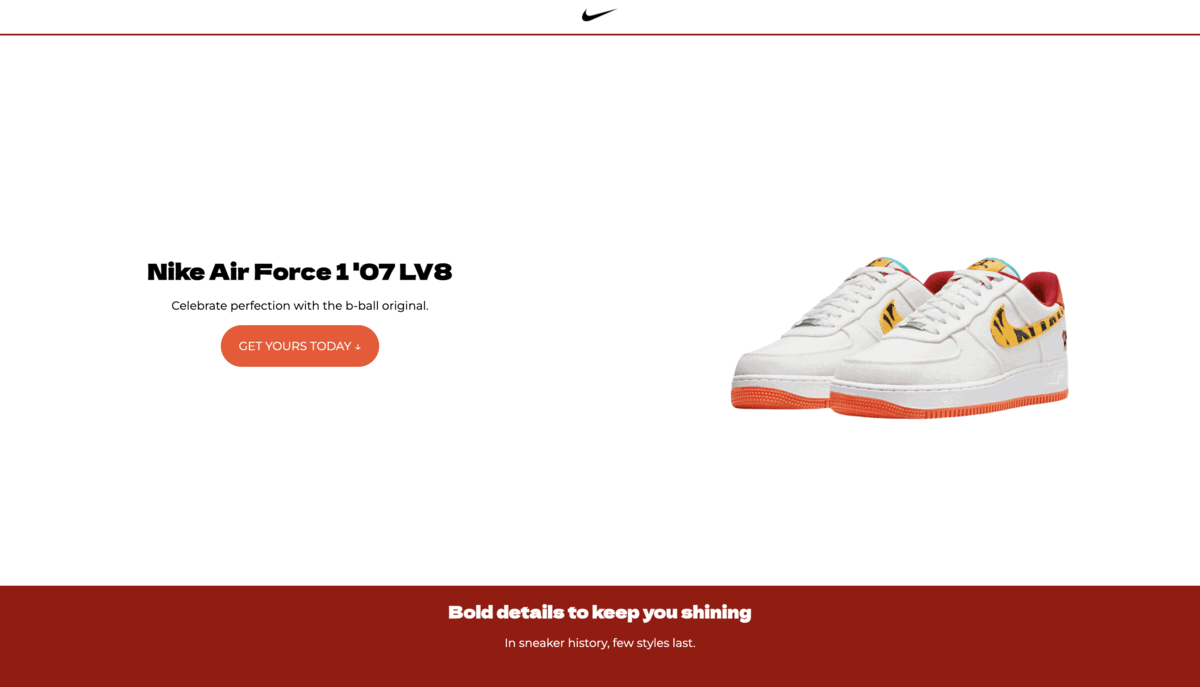 Nike Air Force 1 '07 LV8
Celebrate perfection with the b-ball original.
GET YOURS TODAY ↓
Bold details to keep you shining
In sneaker history, few styles last.